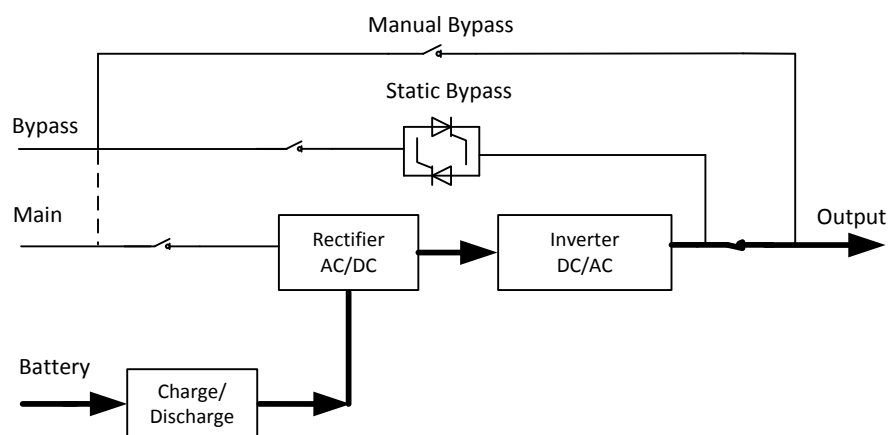 Manual Bypass
Static Bypass
Bypass
Main
Output
Rectifier
AC/DC
Inverter
DC/AC
Battery
Charge/
Discharge